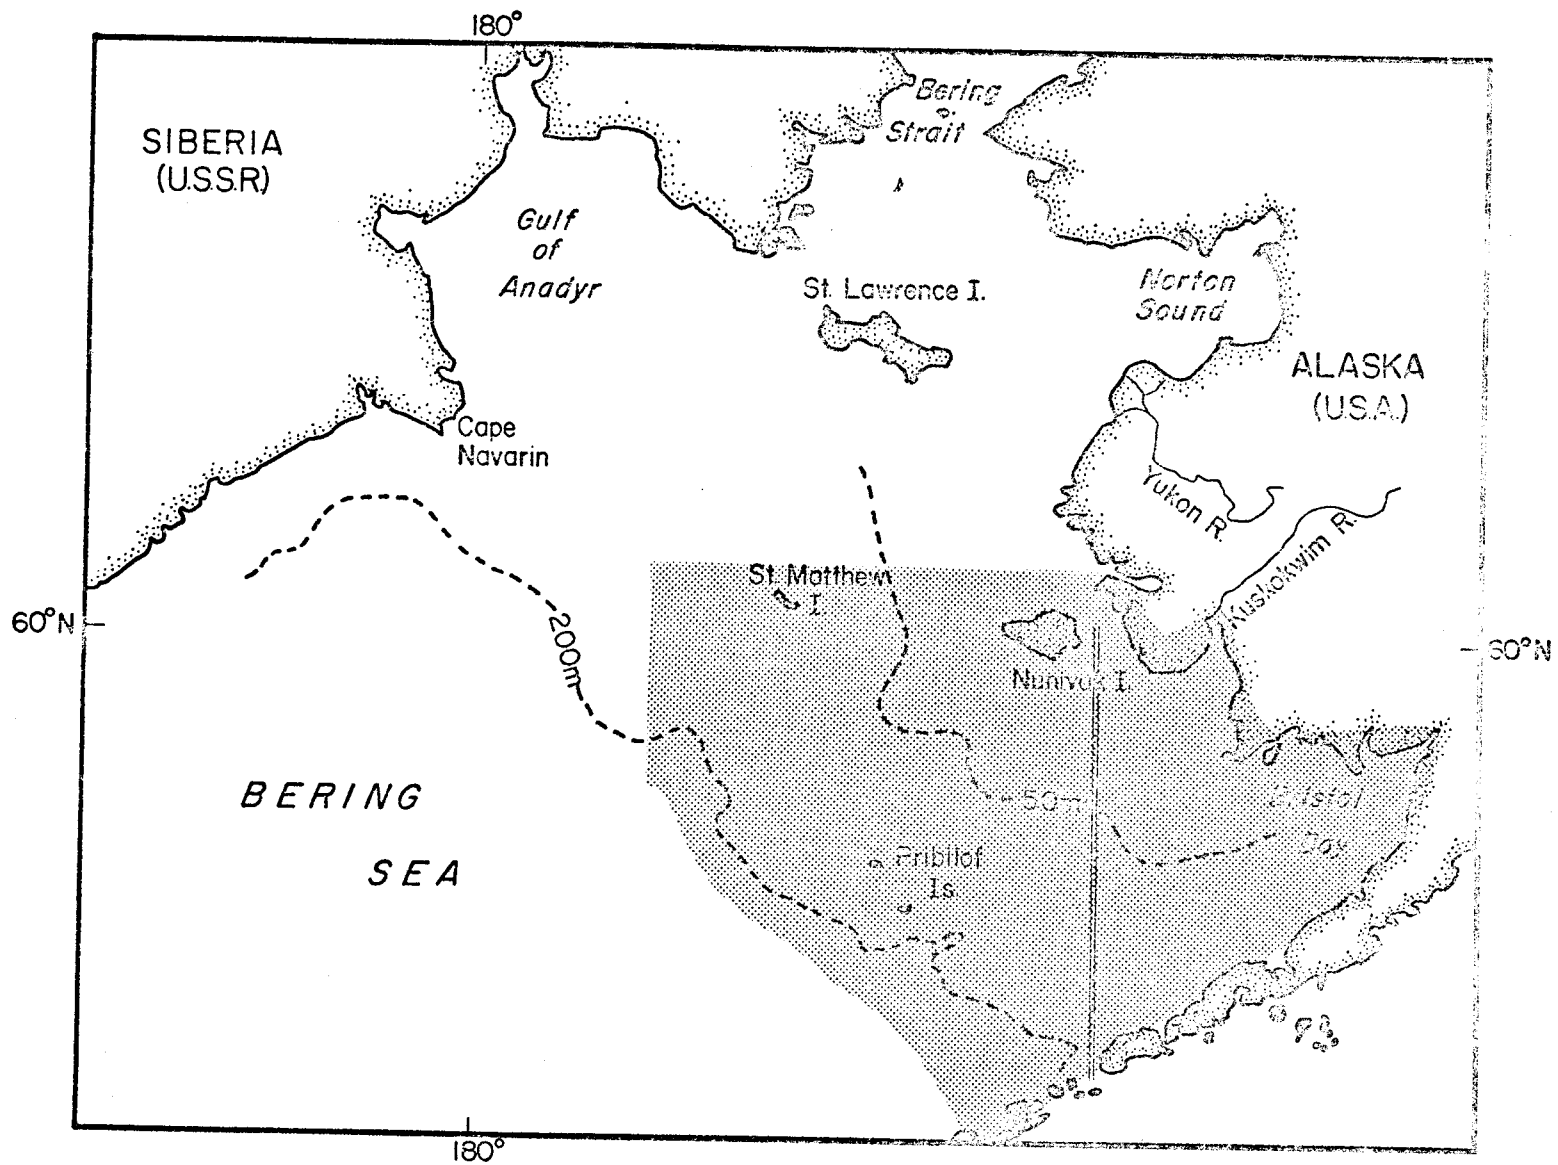 180°
SIBERIA
(U.S.S.R)
Bering
Strait
Gulf
of
Anadyr
St. Lawrence I.
Norton
Sound
ALASKA
(U.S.A.)
Cape
Navarin
Yukon R.
Kuskokwim R.
St. Matthew
I.
60°N
60°N
200m
Nunivak I.
BERING
SEA
50m
Bristol
Bay
Pribilof
Is.
180°